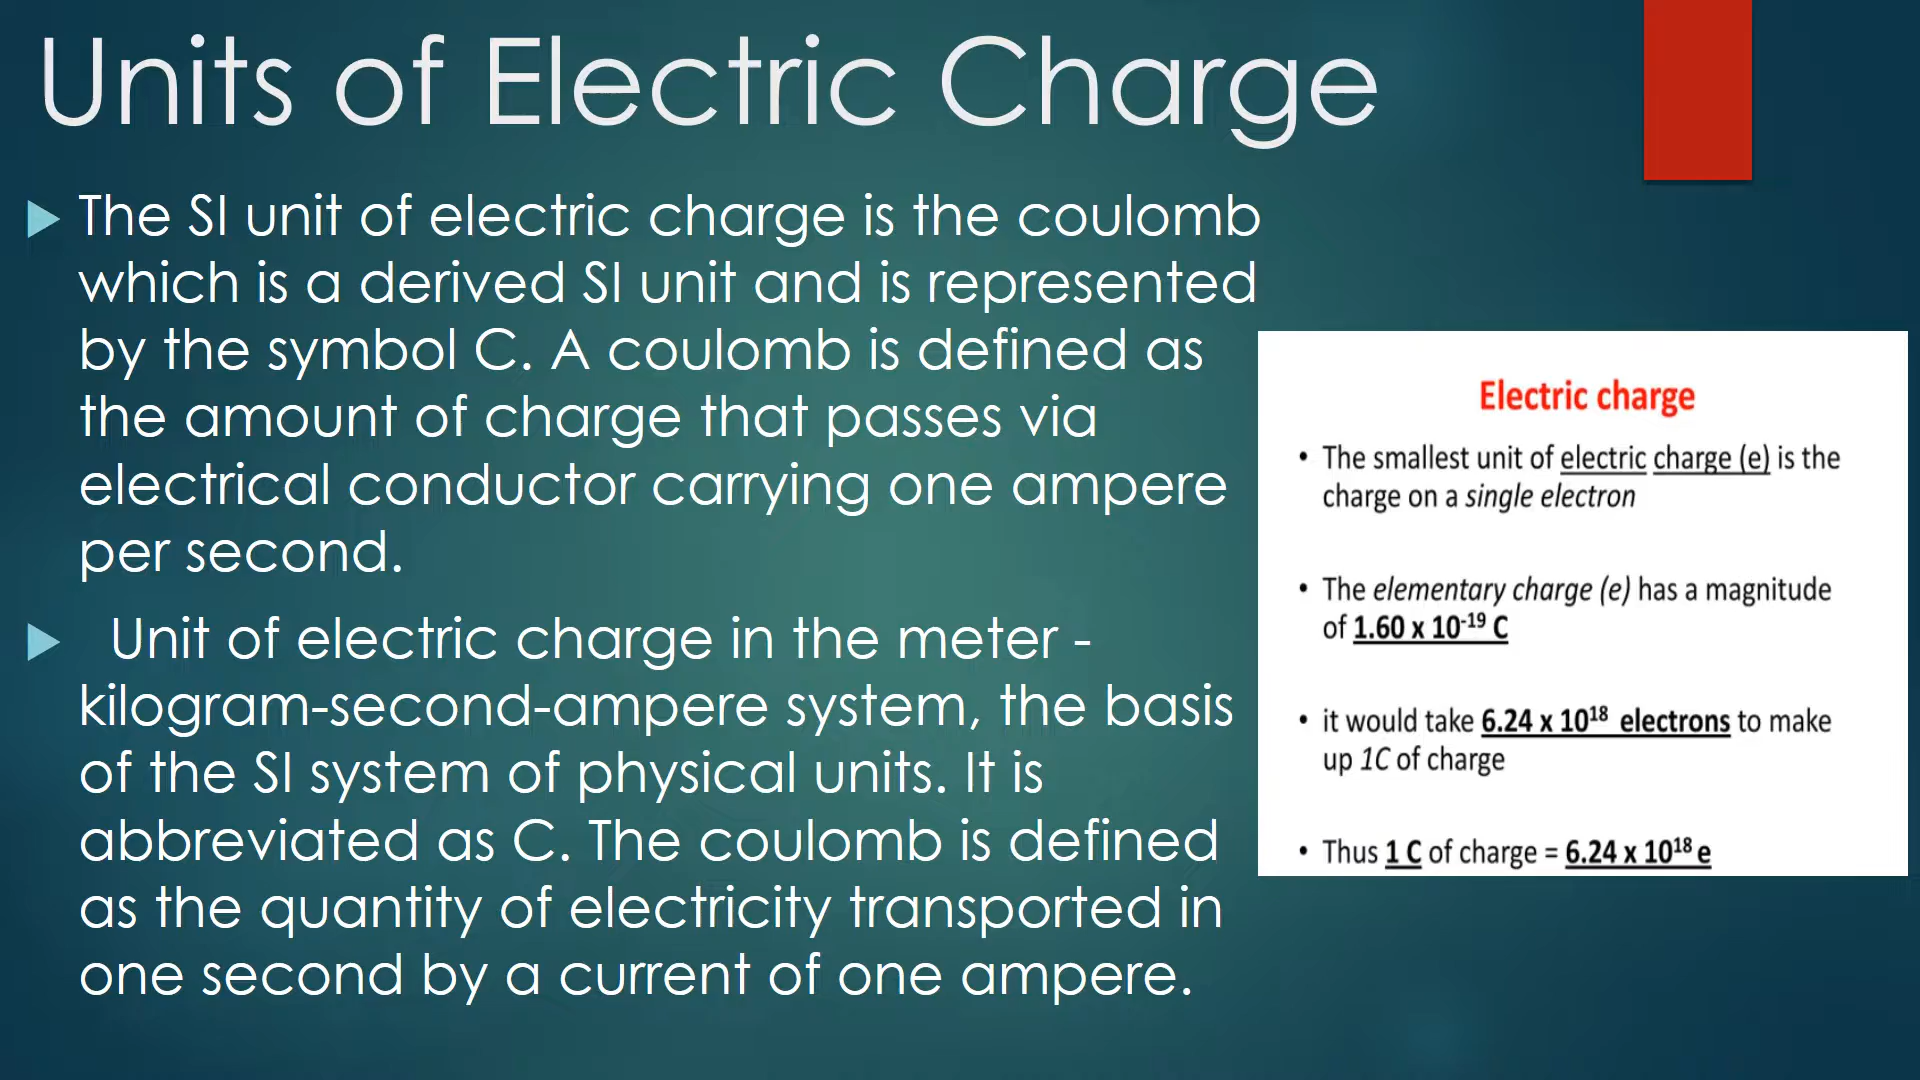 Units of Electric Charge
The SI unit of electric charge is the coulomb
which is a derived SI unit and is represented
by the symbol C. A coulomb is defined as
the amount of charge that passes via
electrical conductor carrying one ampere
per second.
Unit of electric charge in the meter -
kilogram-second-ampere system, the basis
of the SI system of physical units. It is
abbreviated as C. The coulomb is defined
as the quantity of electricity transported in
one second by a current of one ampere.
Electric charge
• The smallest unit of electric charge (e) is the
charge on a single electron
• The elementary charge (e) has a magnitude
of 1.60 x 10⁻¹⁹ C
• it would take 6.24 x 10¹⁸ electrons to make
up 1C of charge
• Thus 1 C of charge = 6.24 x 10¹⁸ e